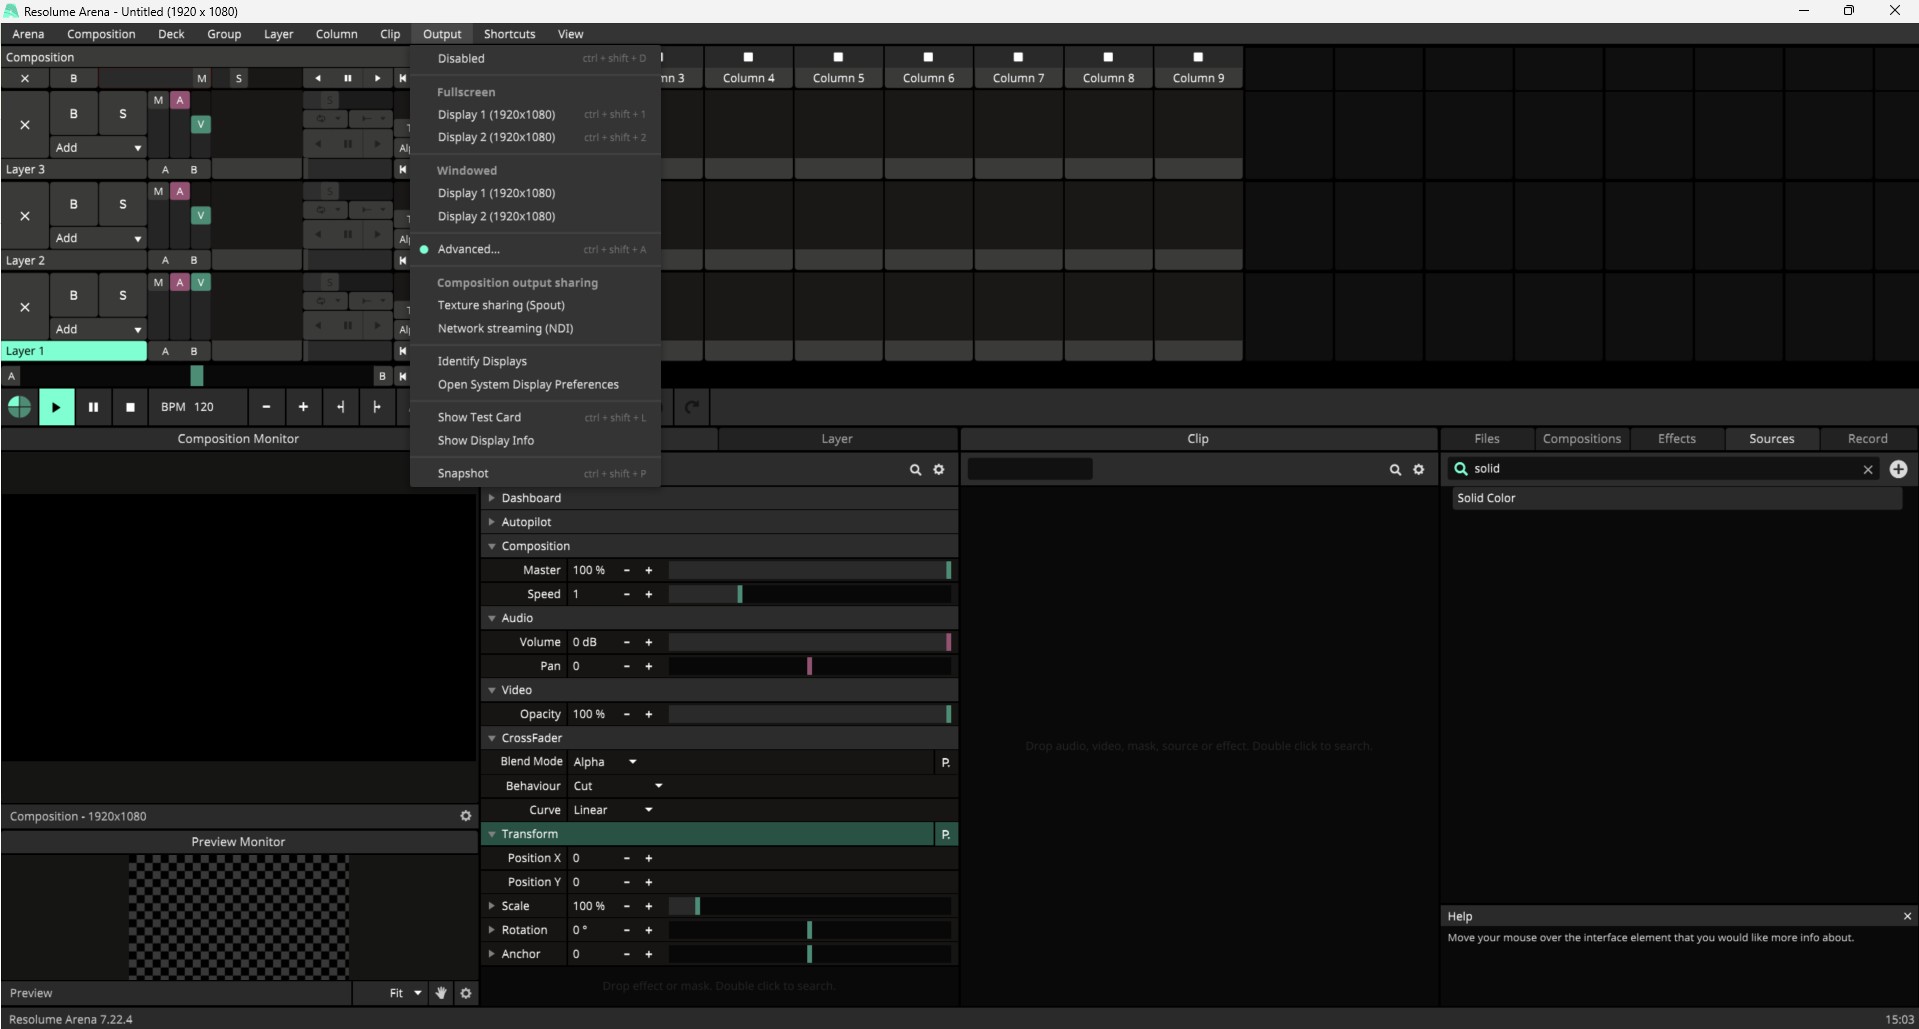 Resolume Arena - Untitled (1920 x 1080)
Arena Composition Deck Group Layer Column Clip Output Shortcuts View
Composition
X B M S
mn 3 Column 4 Column 5 Column 6 Column 7 Column 8 Column 9
M A
B S S
V
Add
Layer 3 A B
M A
B S S
V
Add
Layer 2 A B
M A V
B S S
Add
Layer 1 A B
A B
BPM 120
Disabled ctrl + shift + D
Fullscreen
Display 1 (1920x1080) ctrl + shift + 1
Display 2 (1920x1080) ctrl + shift + 2
Windowed
Display 1 (1920x1080)
Display 2 (1920x1080)
Advanced... ctrl + shift + A
Composition output sharing
Texture sharing (Spout)
Network streaming (NDI)
Identify Displays
Open System Display Preferences
Show Test Card ctrl + shift + L
Show Display Info
Snapshot ctrl + shift + P
Composition Monitor
Composition - 1920x1080
Preview Monitor
Preview Fit
Layer
Dashboard
Autopilot
Composition
Master 100 % - +
Speed 1 - +
Audio
Volume 0 dB - +
Pan 0 - +
Video
Opacity 100 % - +
CrossFader
Blend Mode Alpha P.
Behaviour Cut
Curve Linear
Transform P.
Position X 0 - +
Position Y 0 - +
Scale 100 % - +
Rotation 0 ° - +
Anchor 0 - +
Drop effect or mask. Double click to search.
Clip
Drop audio, video, mask, source or effect. Double click to search.
Files Compositions Effects Sources Record
solid
Solid Color
Help
Move your mouse over the interface element that you would like more info about.
Resolume Arena 7.22.4 15:03